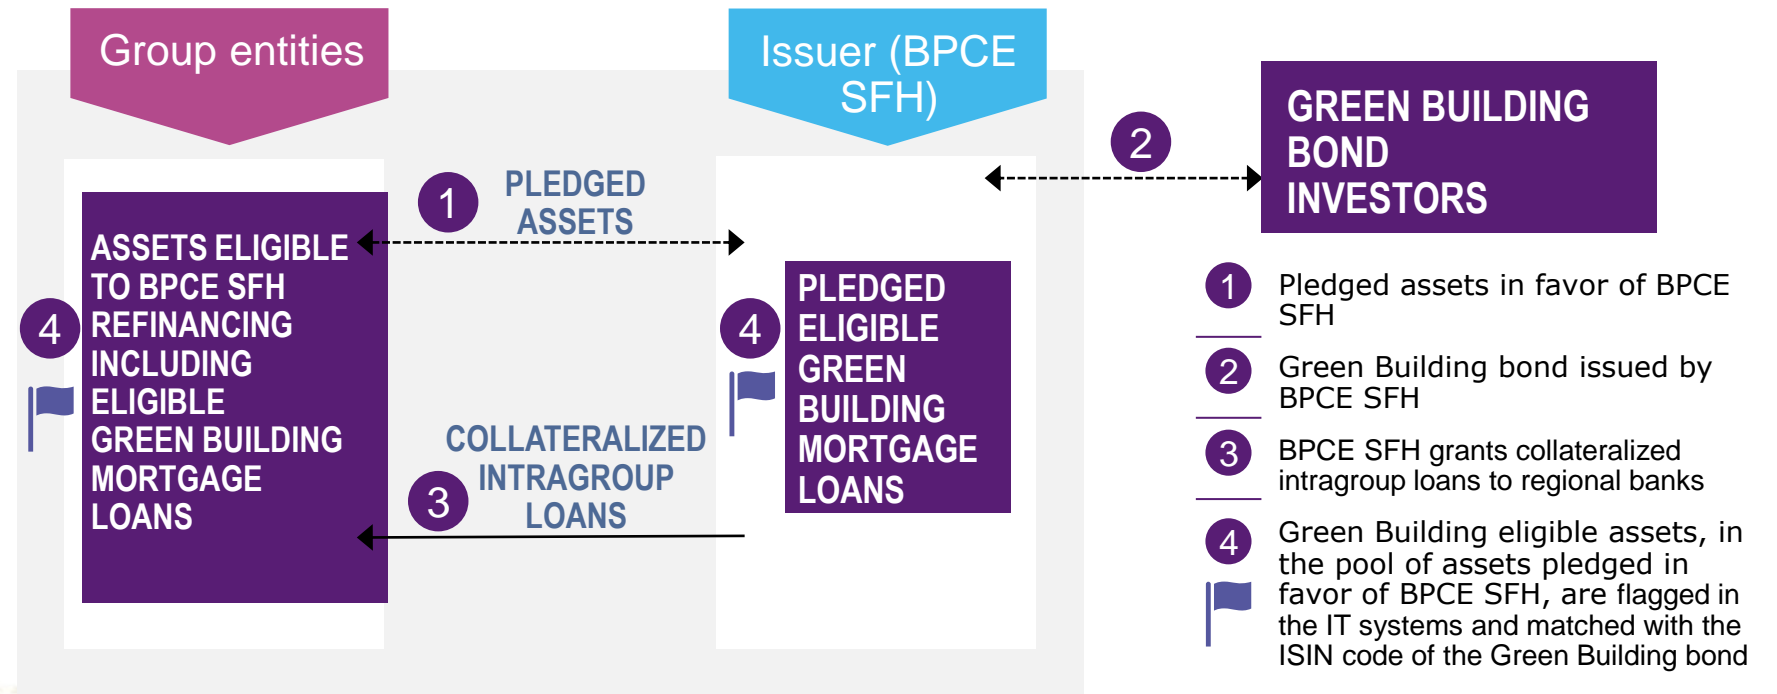 Group entities
Issuer (BPCE
SFH)
GREEN BUILDING
BOND
INVESTORS
2
1
PLEDGED
ASSETS
ASSETS ELIGIBLE
TO BPCE SFH
REFINANCING
INCLUDING
ELIGIBLE
GREEN BUILDING
MORTGAGE
LOANS
4
4
PLEDGED
ELIGIBLE
GREEN
BUILDING
MORTGAGE
LOANS
COLLATERALIZED
INTRAGROUP
LOANS
3
1
Pledged assets in favor of BPCE
SFH
2
Green Building bond issued by
BPCE SFH
3
BPCE SFH grants collateralized
intragroup loans to regional banks
4
Green Building eligible assets, in
the pool of assets pledged in
favor of BPCE SFH, are flagged in
the IT systems and matched with the
ISIN code of the Green Building bond